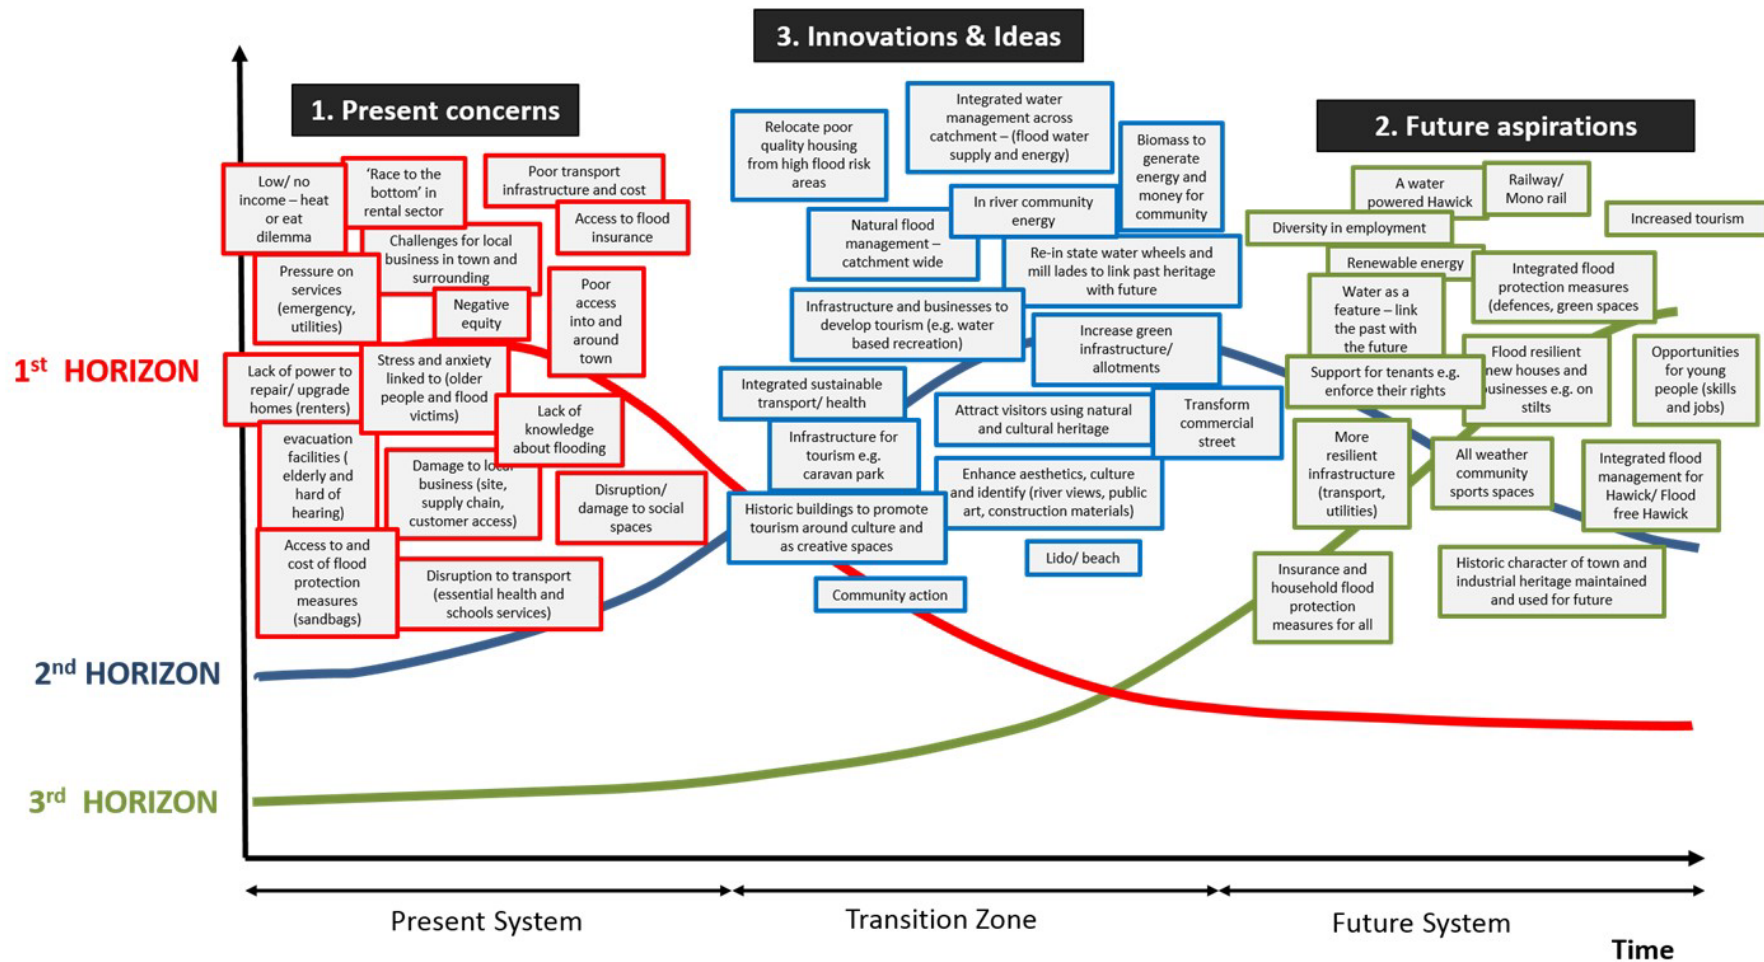 3. Innovations & Ideas
1. Present concerns
2. Future aspirations
Low/ no
income – heat
or eat
dilemma
‘Race to the
bottom’ in
rental sector
Poor transport
infrastructure and cost
Access to flood
insurance
Challenges for local
business in town and
surrounding
Pressure on
services
(emergency,
utilities)
Negative
equity
Poor
access
into and
around
town
Lack of power to
repair/ upgrade
homes (renters)
Stress and anxiety
linked to (older
people and flood
victims)
Lack of
knowledge
about flooding
evacuation
facilities (
elderly and
hard of
hearing)
Damage to local
business (site,
supply chain,
customer access)
Disruption/
damage to social
spaces
Access to and
cost of flood
protection
measures
(sandbags)
Disruption to transport
(essential health and
schools services)
Relocate poor
quality housing
from high flood risk
areas
Integrated water
management across
catchment – (flood water
supply and energy)
Biomass to
generate
energy and
money for
community
In river community
energy
Natural flood
management –
catchment wide
Re-in state water wheels and
mill lades to link past heritage
with future
Infrastructure and businesses to
develop tourism (e.g. water
based recreation)
Increase green
infrastructure/
allotments
Integrated sustainable
transport/ health
Attract visitors using natural
and cultural heritage
Transform
commercial
street
Infrastructure for
tourism e.g.
caravan park
Enhance aesthetics, culture
and identify (river views, public
art, construction materials)
Historic buildings to promote
tourism around culture and
as creative spaces
Lido/ beach
Community action
A water
powered Hawick
Railway/
Mono rail
Increased tourism
Diversity in employment
Renewable energy
Integrated flood
protection measures
(defences, green spaces
Water as a
feature – link
the past with
the future
Flood resilient
new houses and
businesses e.g. on
stilts
Opportunities
for young
people (skills
and jobs)
Support for tenants e.g.
enforce their rights
More
resilient
infrastructure
(transport,
utilities)
All weather
community
sports spaces
Integrated flood
management for
Hawick/ Flood
free Hawick
Insurance and
household flood
protection
measures for all
Historic character of town and
industrial heritage maintained
and used for future
1st HORIZON
2nd HORIZON
3rd HORIZON
Present System
Transition Zone
Future System
Time